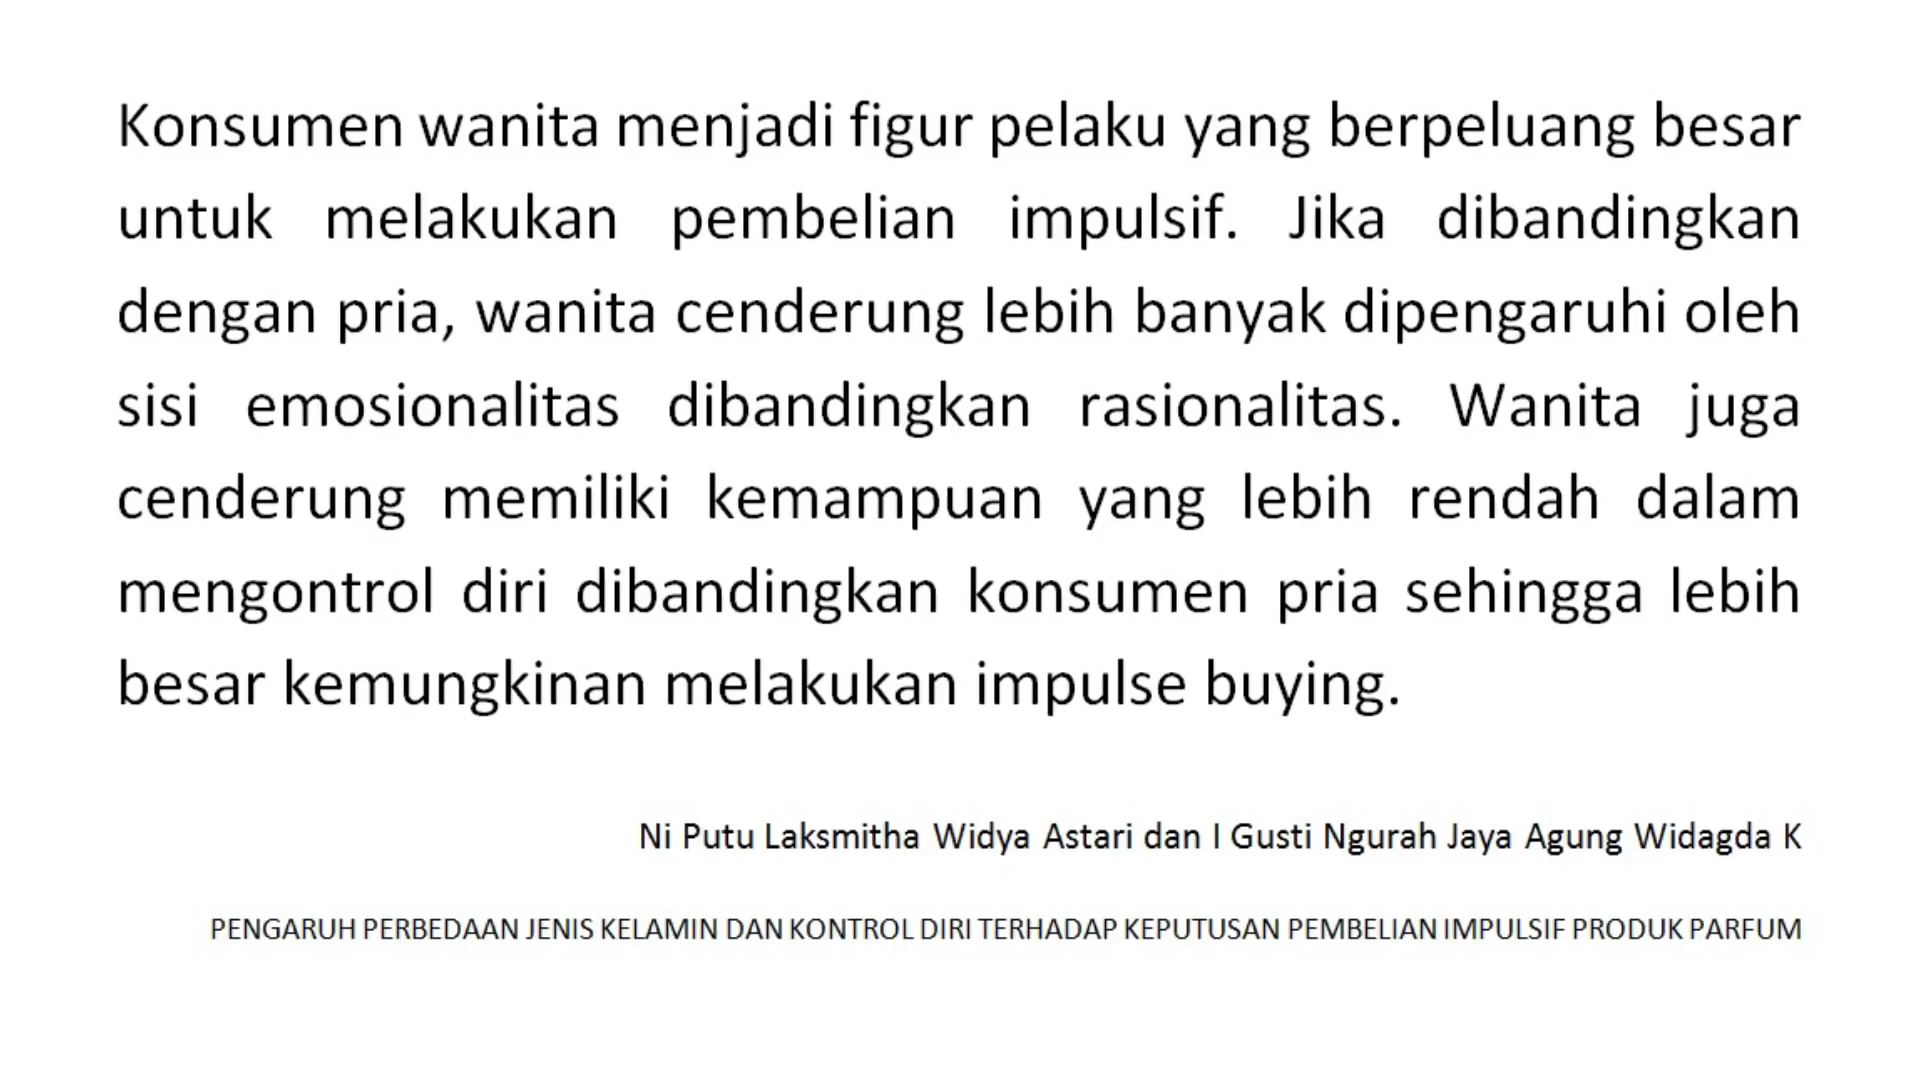 Konsumen wanita menjadi figur pelaku yang berpeluang besar
untuk melakukan pembelian impulsif. Jika dibandingkan
dengan pria, wanita cenderung lebih banyak dipengaruhi oleh
sisi emosionalitas dibandingkan rasionalitas. Wanita juga
cenderung memiliki kemampuan yang lebih rendah dalam
mengontrol diri dibandingkan konsumen pria sehingga lebih
besar kemungkinan melakukan impulse buying.
Ni Putu Laksmitha Widya Astari dan I Gusti Ngurah Jaya Agung Widagda K
PENGARUH PERBEDAAN JENIS KELAMIN DAN KONTROL DIRI TERHADAP KEPUTUSAN PEMBELIAN IMPULSIF PRODUK PARFUM